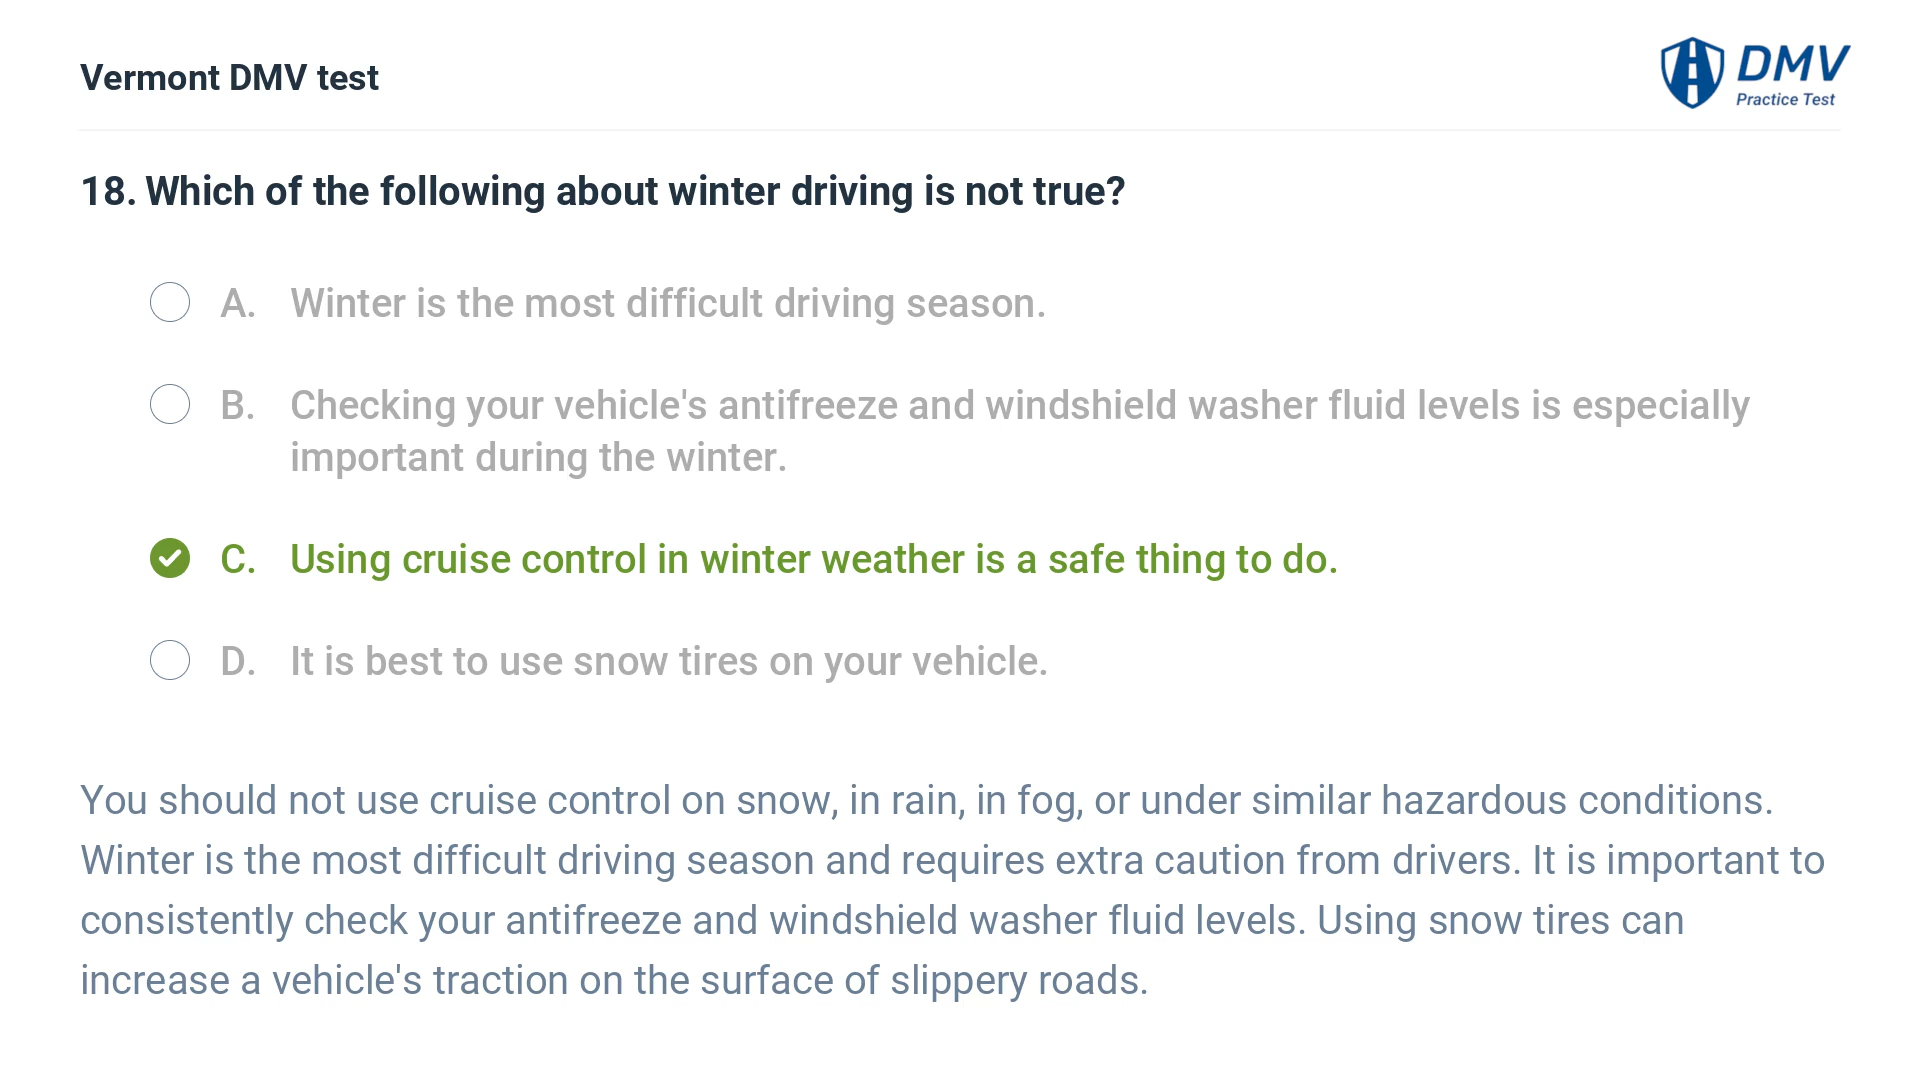 Vermont DMV test
DMV
Practice Test
18. Which of the following about winter driving is not true?
A. Winter is the most difficult driving season.
B. Checking your vehicle's antifreeze and windshield washer fluid levels is especially
important during the winter.
C. Using cruise control in winter weather is a safe thing to do.
D. It is best to use snow tires on your vehicle.
You should not use cruise control on snow, in rain, in fog, or under similar hazardous conditions.
Winter is the most difficult driving season and requires extra caution from drivers. It is important to
consistently check your antifreeze and windshield washer fluid levels. Using snow tires can
increase a vehicle's traction on the surface of slippery roads.